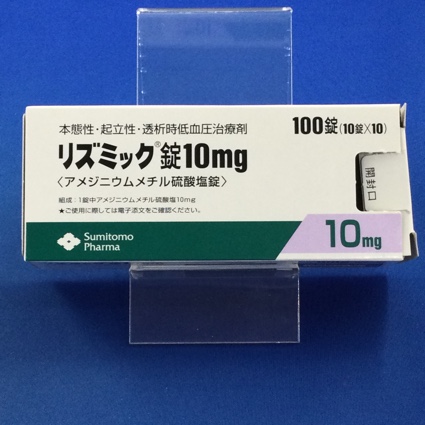 本態性・起立性・透析時低血圧治療剤
100錠(10錠×10)
リズミック®錠10mg
〈アメジニウムメチル硫酸塩錠〉
組成:1錠中アメジニウムメチル硫酸塩10mg
★ご使用に際しては電子添文をご確認ください。
開封口
Sumitomo
Pharma
10mg